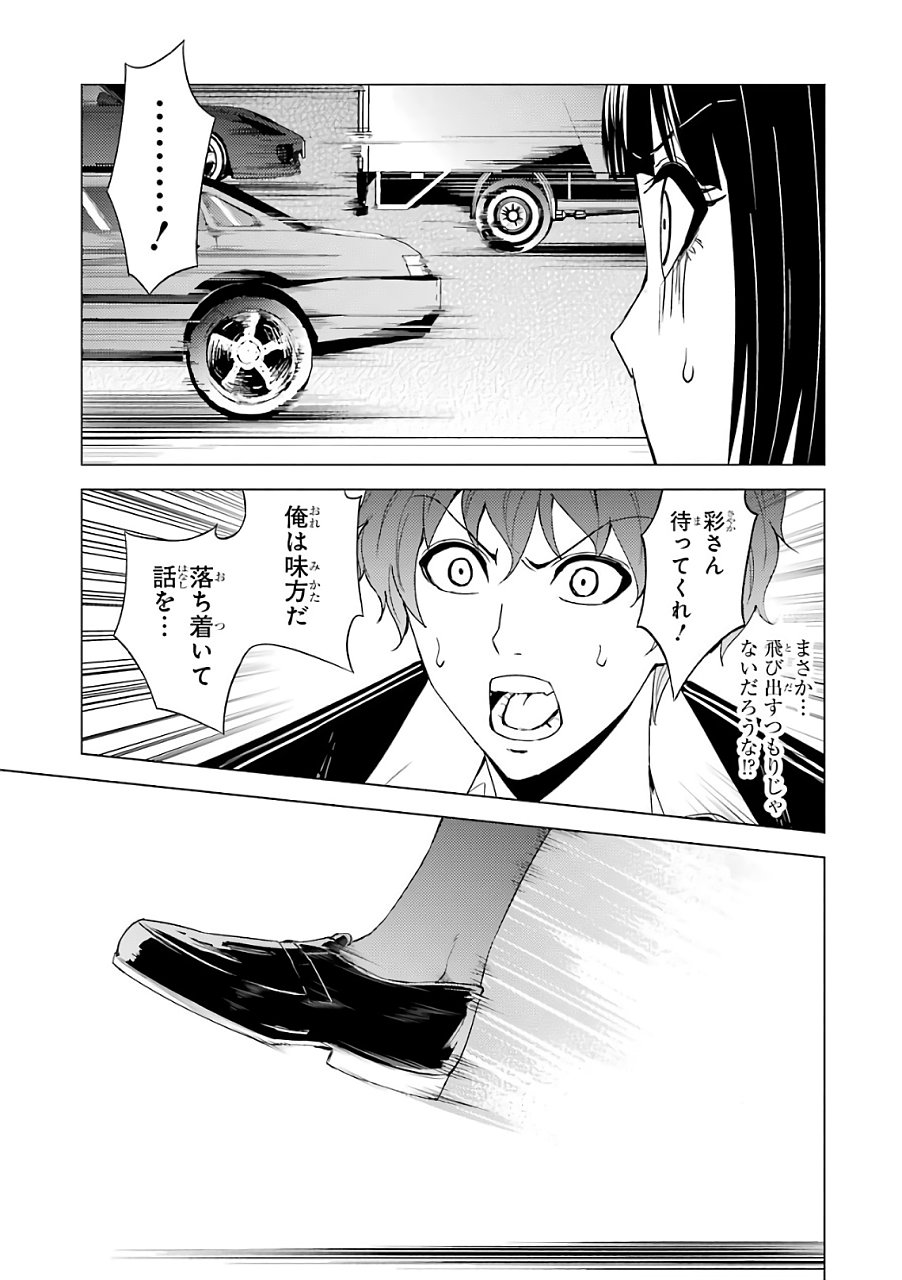 ………！
まさか…
飛び出すつもりじゃ
ないだろうな!?
彩さん
待ってくれ！
俺は味方だ
落ち着いて
話を…